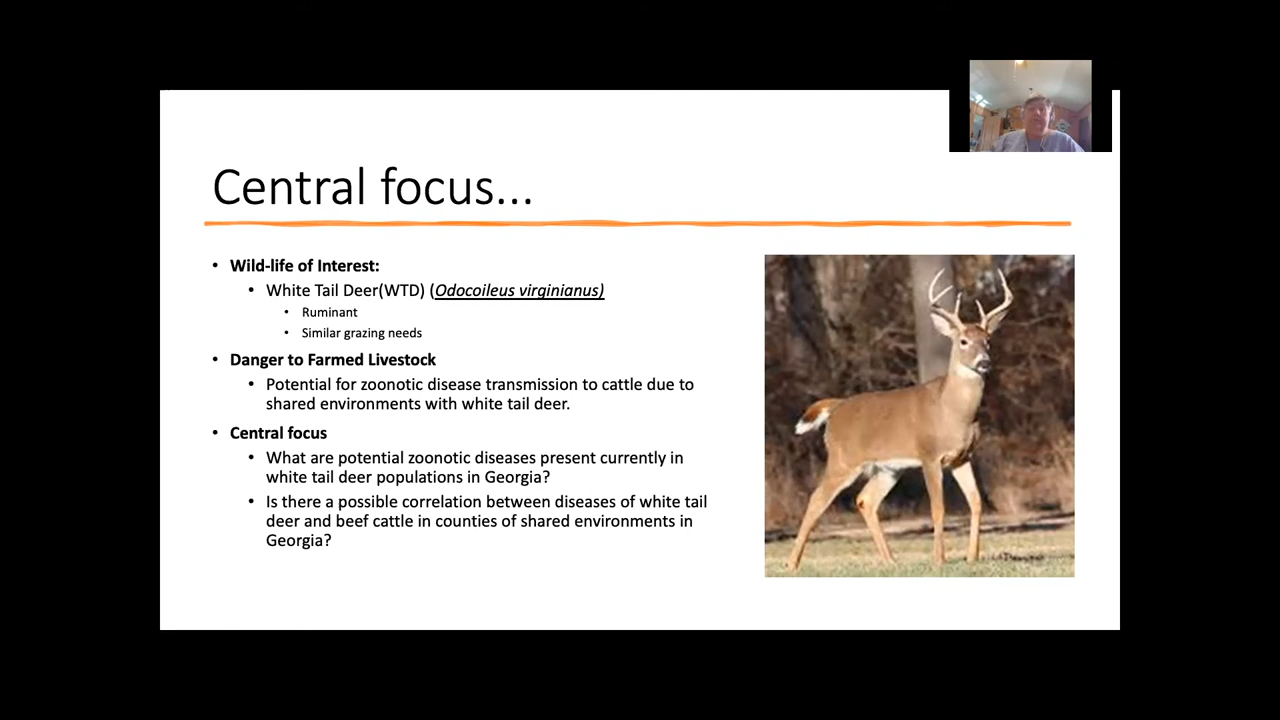 Central focus...
• Wild-life of Interest:
• White Tail Deer(WTD) (Odocoileus virginianus)
• Ruminant
• Similar grazing needs
• Danger to Farmed Livestock
• Potential for zoonotic disease transmission to cattle due to
shared environments with white tail deer.
• Central focus
• What are potential zoonotic diseases present currently in
white tail deer populations in Georgia?
• Is there a possible correlation between diseases of white tail
deer and beef cattle in counties of shared environments in
Georgia?